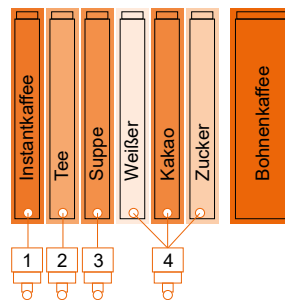 Instantkaffee
Tee
Suppe
Weißer
Kakao
Zucker
Bohnenkaffee
1
2
3
4